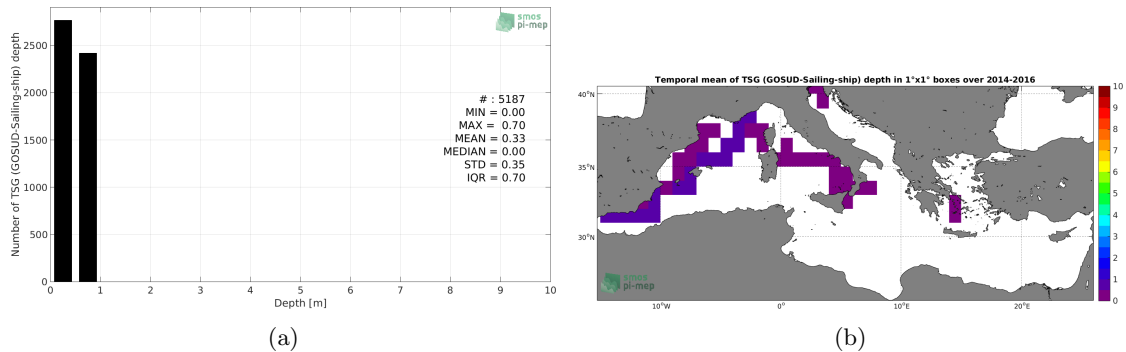 smos
pi-mep
Number of TSG (GOSUD-Sailing-ship) depth
2500
2000
1500
1000
500
0
# : 5187
MIN = 0.00
MAX = 0.70
MEAN = 0.33
MEDIAN = 0.00
STD = 0.35
IQR = 0.70
0 1 2 3 4 5 6 7 8 9 10
Depth [m]
(a)
Temporal mean of TSG (GOSUD-Sailing-ship) depth in 1°x1° boxes over 2014-2016
40°N
35°N
30°N
10°W 0° 10°E 20°E
10
9
8
7
6
5
4
3
2
1
0
smos
pi-mep
(b)